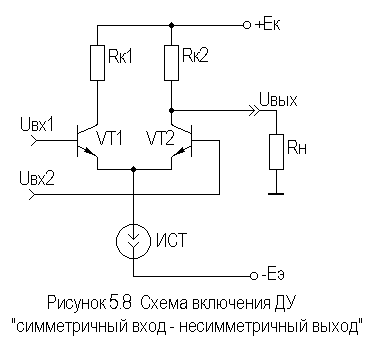 +Eк
Rк1
Rк2
Uвых
Uвх1
VT1
VT2
Rн
Uвх2
ИСТ
-Eэ
Рисунок 5.8 Схема включения ДУ
"симметричный вход - несимметричный выход"